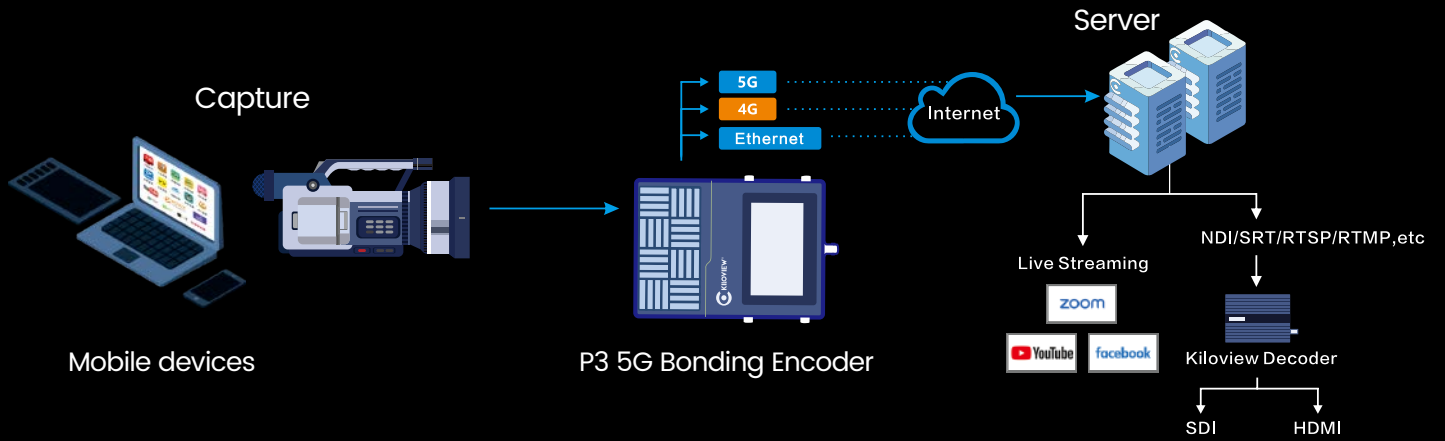 Server
Capture
5G
4G
Ethernet
Internet
NDI/SRT/RTSP/RTMP,etc
Live Streaming
zoom
YouTube
facebook
KILOVIEW
Kiloview Decoder
Mobile devices
P3 5G Bonding Encoder
SDI
HDMI